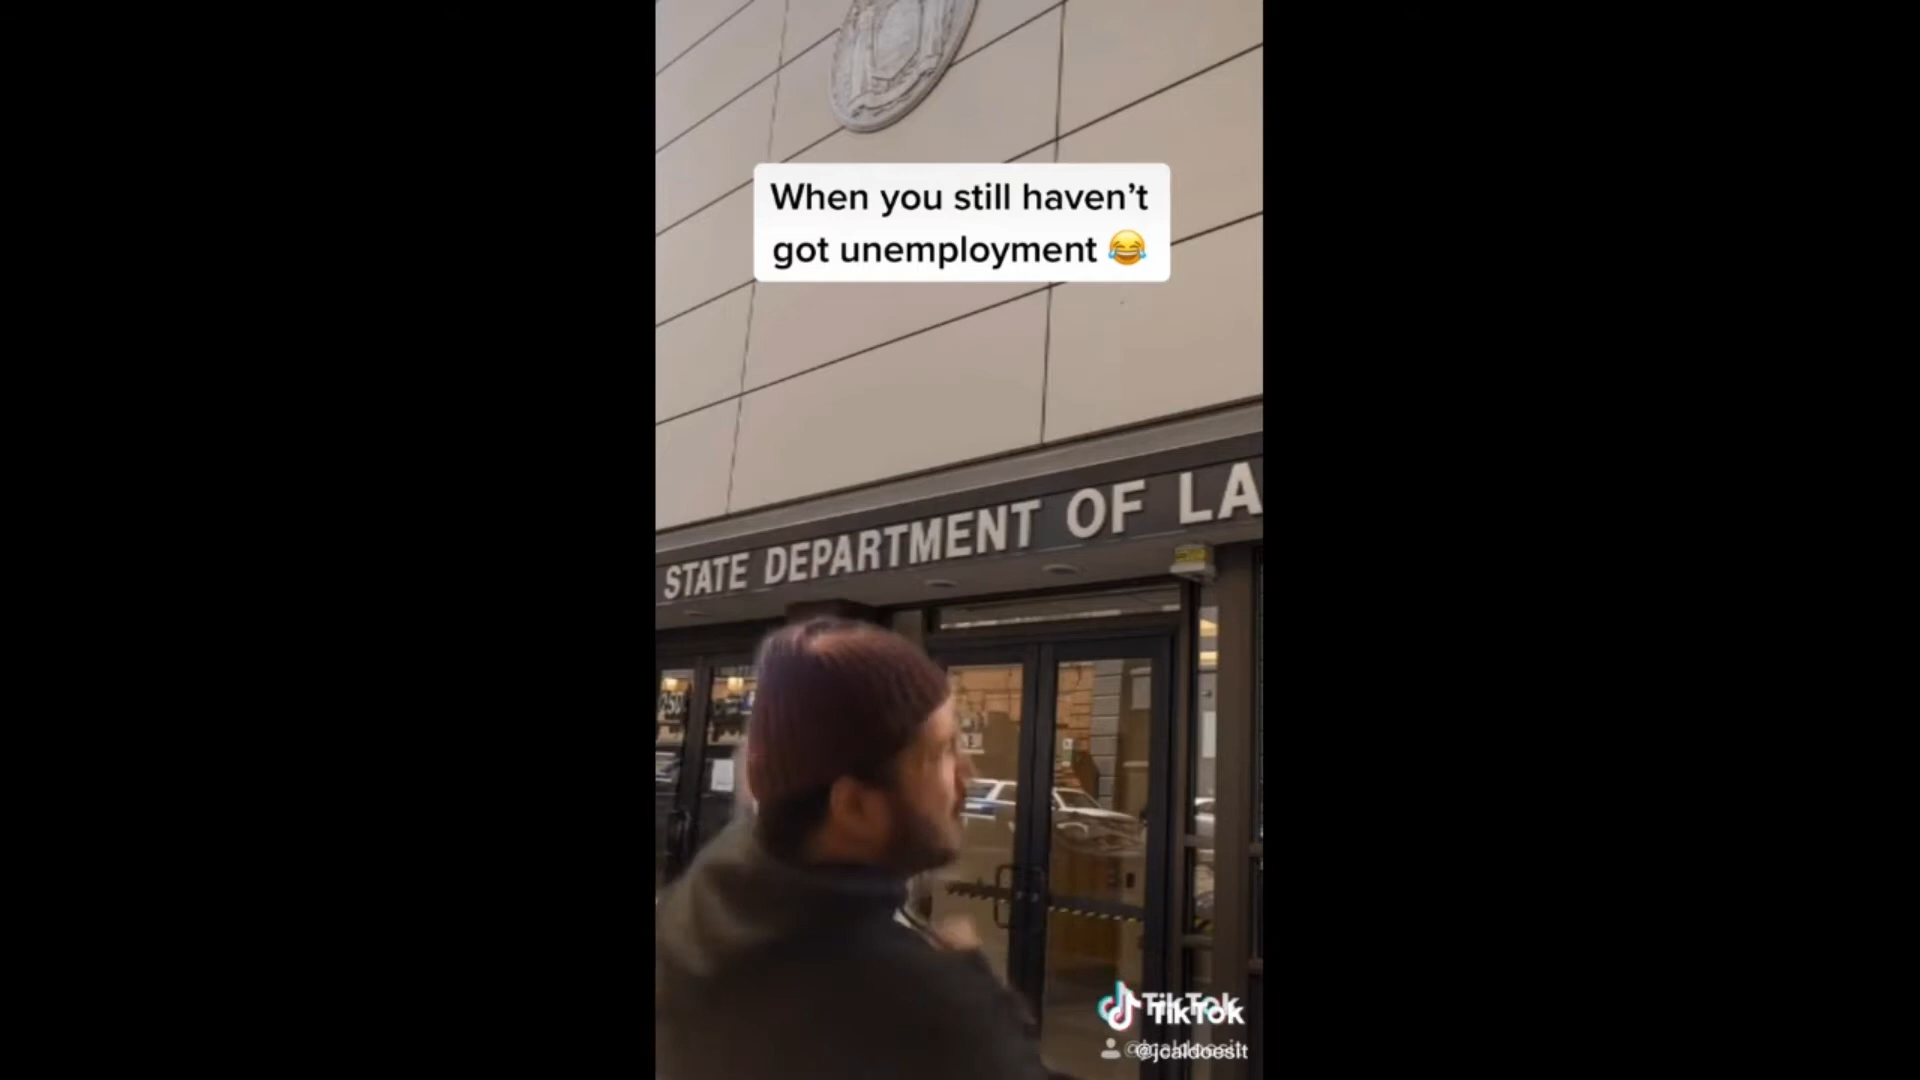 When you still haven’t
got unemployment 😂
STATE DEPARTMENT OF LA
TikTok
@jcaldoesit